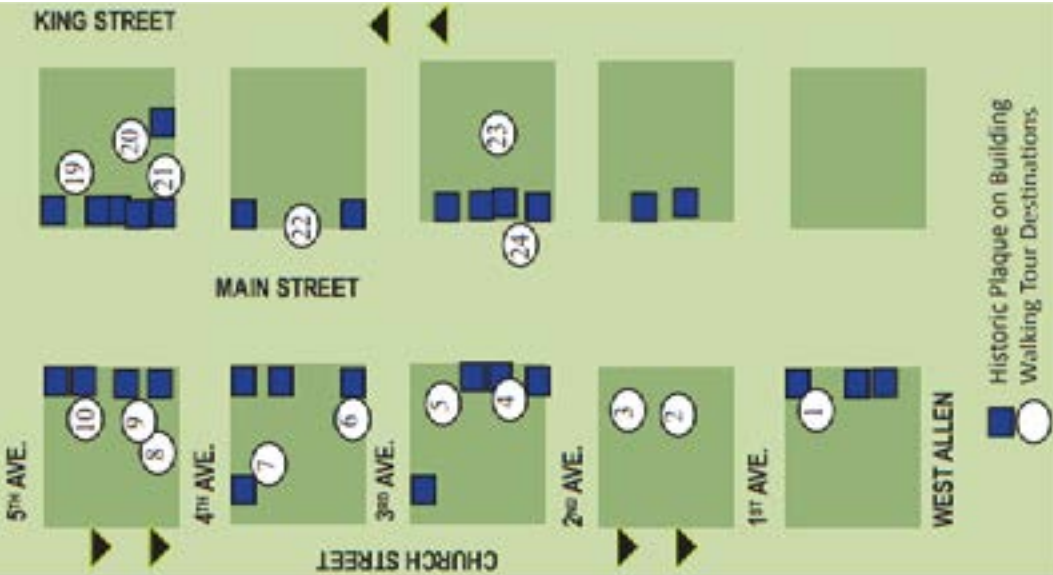 KING STREET
19
20
21
22
23
24
MAIN STREET
5TH AVE.
10
9
8
4TH AVE.
7
6
3RD AVE.
5
4
2ND AVE.
3
2
1ST AVE.
1
WEST ALLEN
CHURCH STREET
Historic Plaque on Building
Walking Tour Destinations